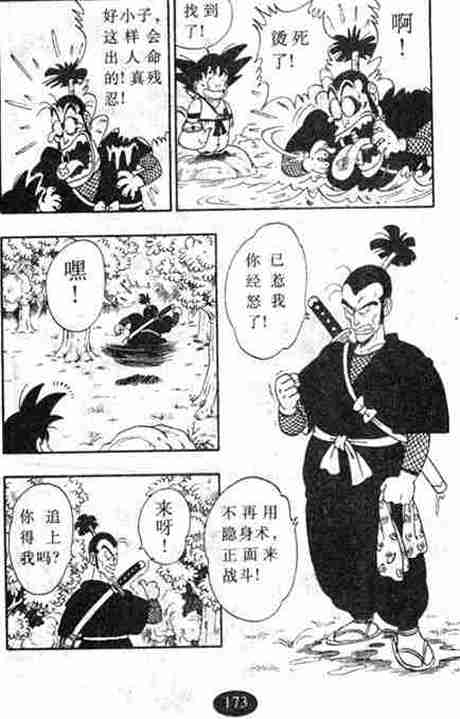 啊！
烫死了！
找到了！
好小子，这样会出人命的！真残忍！
你已经惹怒我了！
嘿！
不再用隐身术，正面来战斗！
来呀！
你追得上我吗？
173